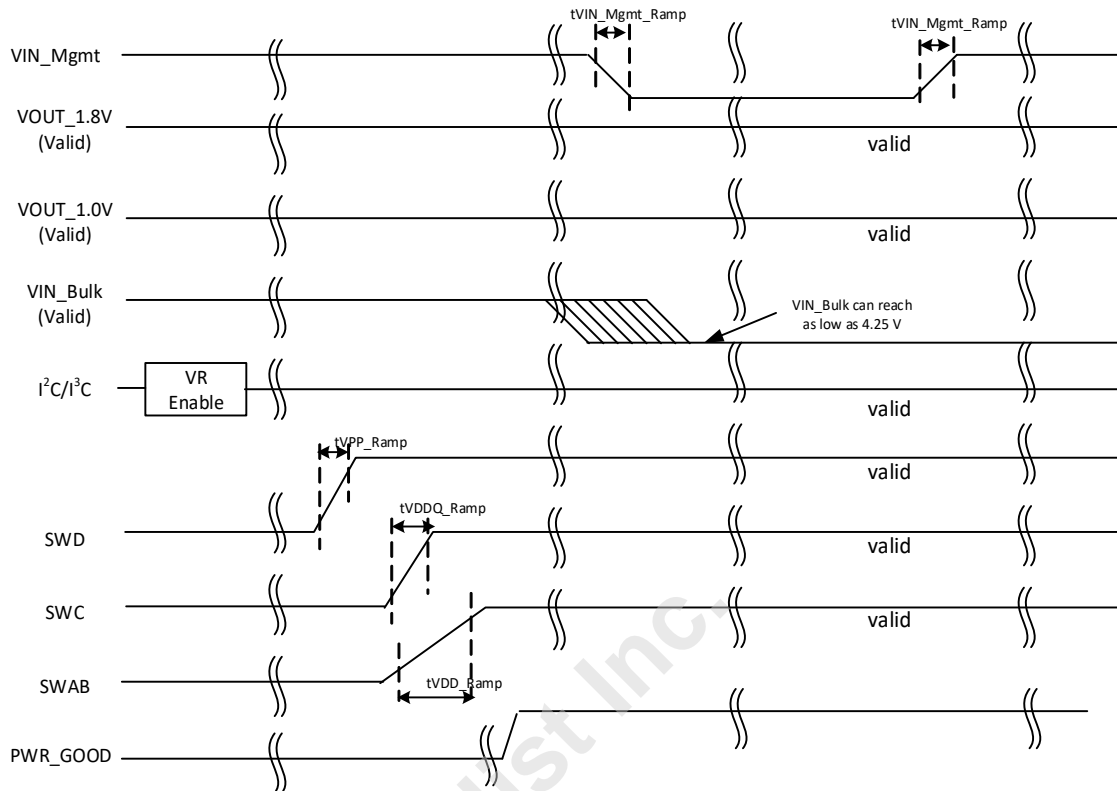 tVIN_Mgmt_Ramp
tVIN_Mgmt_Ramp
VIN_Mgmt
VOUT_1.8V
(Valid)
valid
VOUT_1.0V
(Valid)
valid
VIN_Bulk
(Valid)
VIN_Bulk can reach
as low as 4.25 V
I²C/I³C
VR
Enable
valid
tVPP_Ramp
valid
SWD
tVDDQ_Ramp
valid
SWC
valid
SWAB
tVDD_Ramp
PWR_GOOD
Inc.